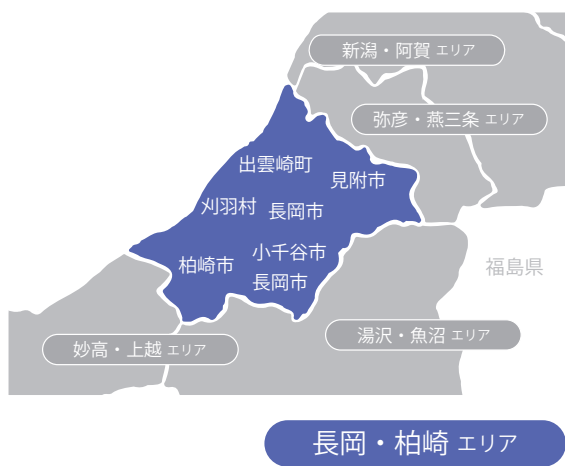 新潟・阿賀 エリア
弥彦・燕三条 エリア
出雲崎町
見附市
刈羽村
長岡市
小千谷市
柏崎市
長岡市
福島県
湯沢・魚沼 エリア
妙高・上越 エリア
長岡・柏崎 エリア